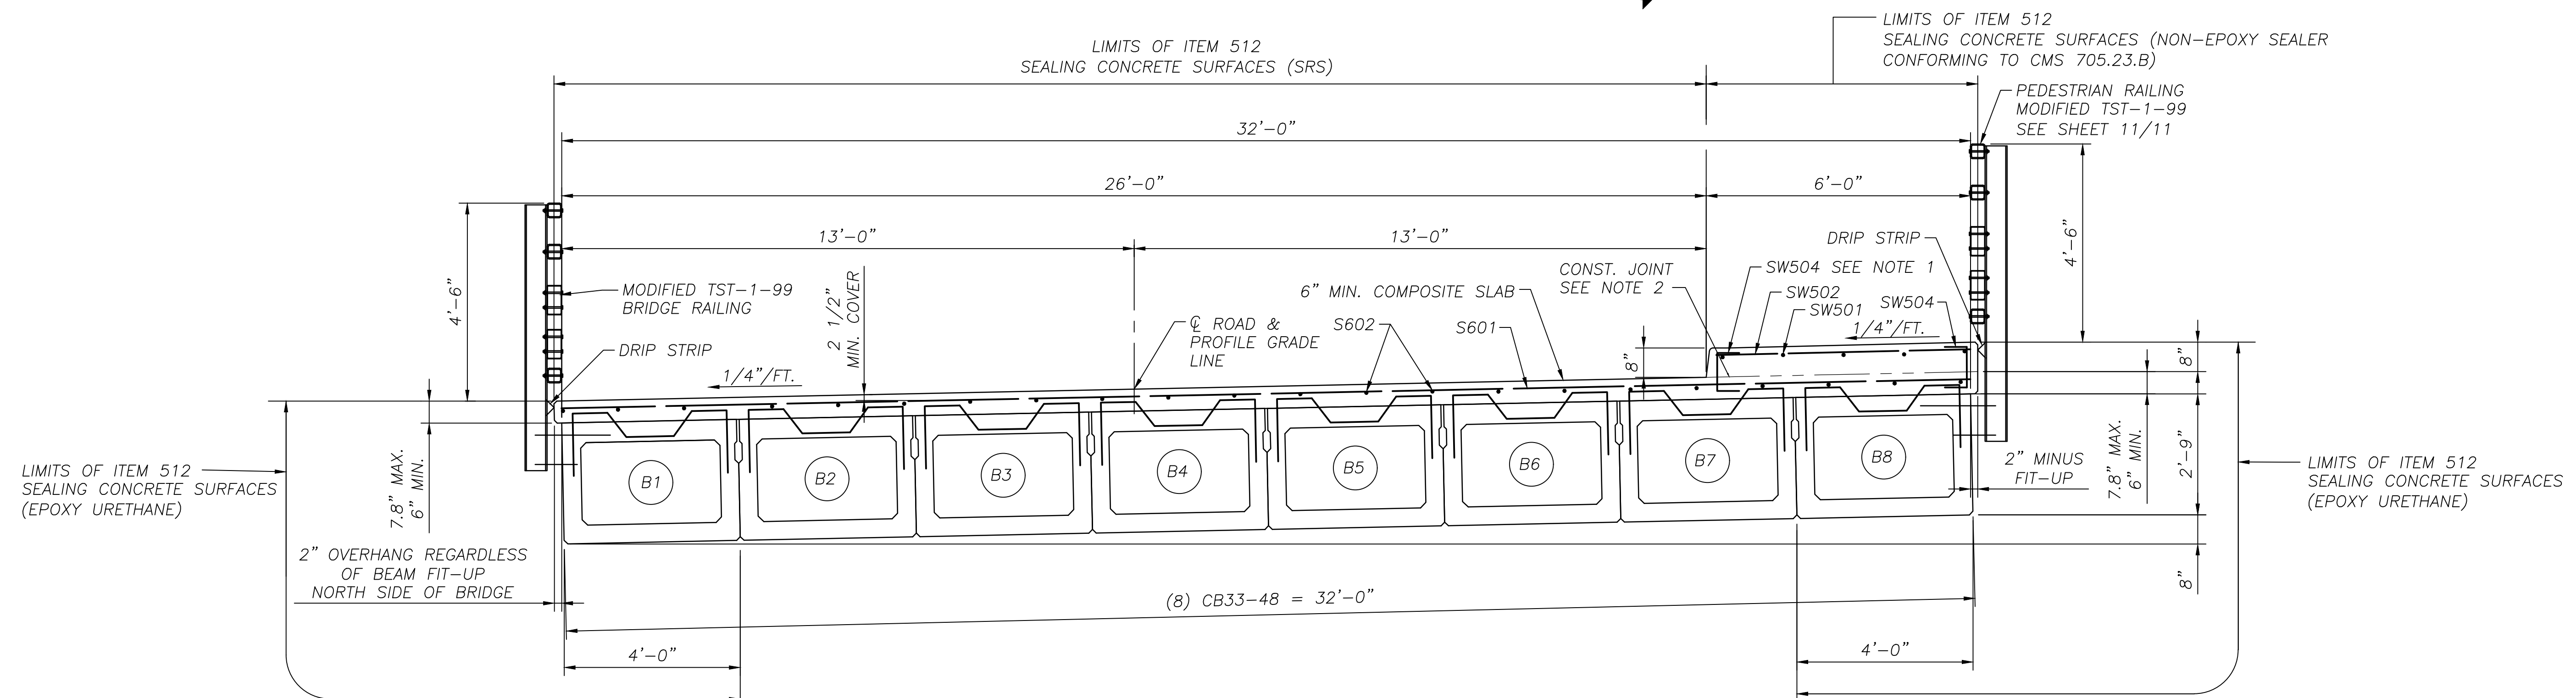 LIMITS OF ITEM 512
SEALING CONCRETE SURFACES (SRS)
LIMITS OF ITEM 512
SEALING CONCRETE SURFACES (NON-EPOXY SEALER
CONFORMING TO CMS 705.23.B)
PEDESTRIAN RAILING
MODIFIED TST-1-99
SEE SHEET 11/11
32'-0"
26'-0"
6'-0"
13'-0"
13'-0"
4'-6"
MODIFIED TST-1-99
BRIDGE RAILING
DRIP STRIP
1/4"/FT.
2 1/2"
MIN. COVER
℄ ROAD &
PROFILE GRADE
LINE
6" MIN. COMPOSITE SLAB
S602
S601
CONST. JOINT
SEE NOTE 2
DRIP STRIP
SW504 SEE NOTE 1
SW502
SW501
SW504
1/4"/FT.
8"
4'-6"
8"
2'-9"
8"
7.8" MAX.
6" MIN.
2" MINUS
FIT-UP
LIMITS OF ITEM 512
SEALING CONCRETE SURFACES
(EPOXY URETHANE)
LIMITS OF ITEM 512
SEALING CONCRETE SURFACES
(EPOXY URETHANE)
7.8" MAX.
6" MIN.
B1
B2
B3
B4
B5
B6
B7
B8
2" OVERHANG REGARDLESS
OF BEAM FIT-UP
NORTH SIDE OF BRIDGE
(8) CB33-48 = 32'-0"
4'-0"
4'-0"